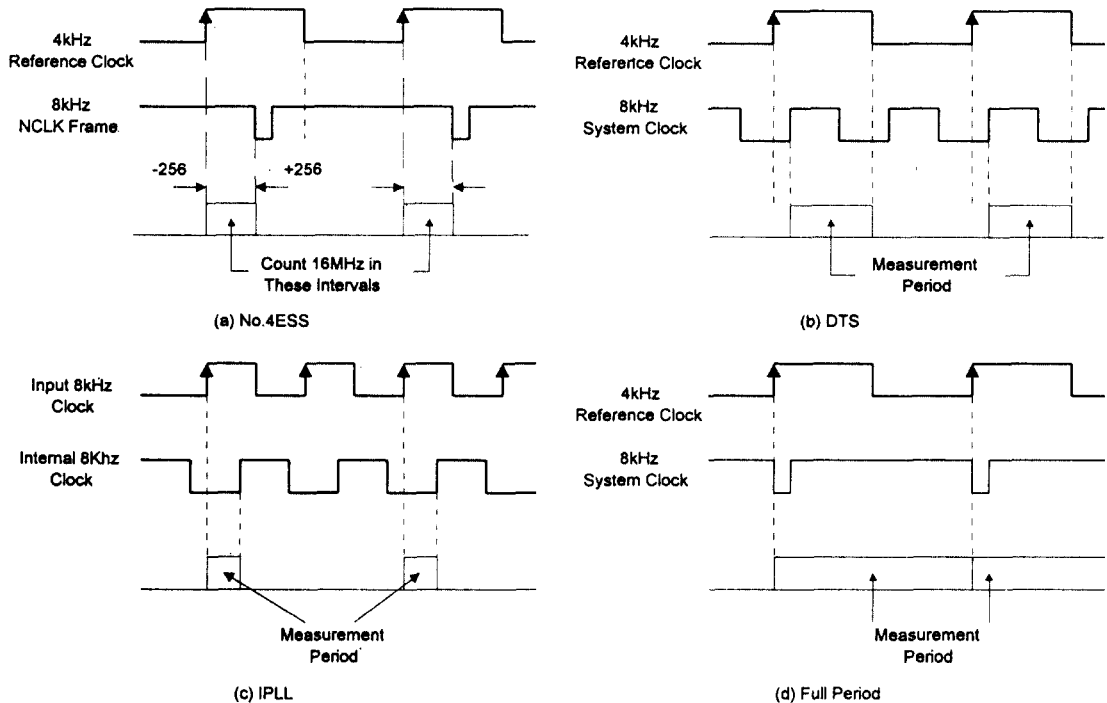 4kHz
Reference Clock
8kHz
NCLK Frame
-256
+256
Count 16MHz in
These Intervals
(a) No.4ESS
4kHz
Reference Clock
8kHz
System Clock
Measurement
Period
(b) DTS
Input 8kHz
Clock
Internal 8Khz
Clock
Measurement
Period
(c) IPLL
4kHz
Reference Clock
8kHz
System Clock
Measurement
Period
(d) Full Period